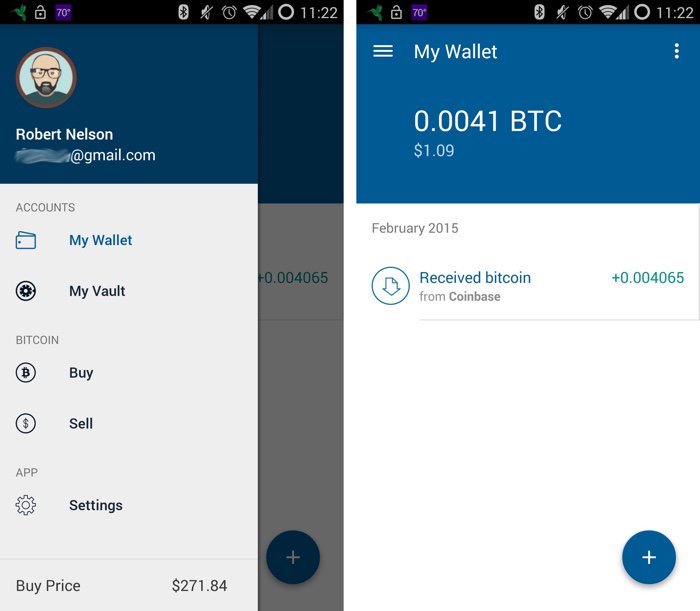 70°
11:22
Robert Nelson
@gmail.com
ACCOUNTS
My Wallet
My Vault
BITCOIN
Buy
Sell
APP
Settings
Buy Price $271.84
+0.004065
+
70°
11:22
My Wallet
0.0041 BTC
$1.09
February 2015
Received bitcoin +0.004065
from Coinbase
+